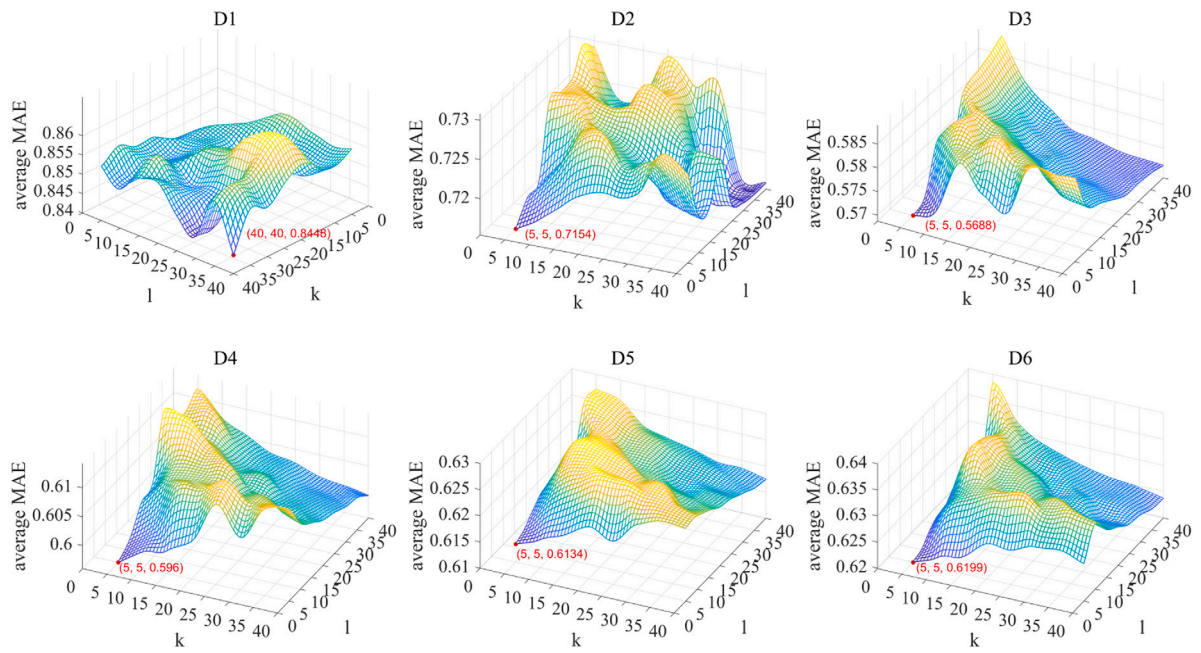 D1
average MAE
0.86
0.855
0.85
0.845
0.84
(40, 40, 0.8448)
0 5 10 15 20 25 30 35 40
l
40 35 30 25 20 15 10 5 0
k
D2
average MAE
0.73
0.725
0.72
(5, 5, 0.7154)
0 5 10 15 20 25 30 35 40
k
0 5 10 15 20 25 30 35 40
l
D3
average MAE
0.585
0.58
0.575
0.57
(5, 5, 0.5688)
0 5 10 15 20 25 30 35 40
k
0 5 10 15 20 25 30 35 40
l
D4
average MAE
0.61
0.605
0.6
(5, 5, 0.596)
0 5 10 15 20 25 30 35 40
k
0 5 10 15 20 25 30 35 40
l
D5
average MAE
0.63
0.625
0.62
0.615
0.61
(5, 5, 0.6134)
0 5 10 15 20 25 30 35 40
k
0 5 10 15 20 25 30 35 40
l
D6
average MAE
0.64
0.635
0.63
0.625
0.62
(5, 5, 0.6199)
0 5 10 15 20 25 30 35 40
k
0 5 10 15 20 25 30 35 40
l